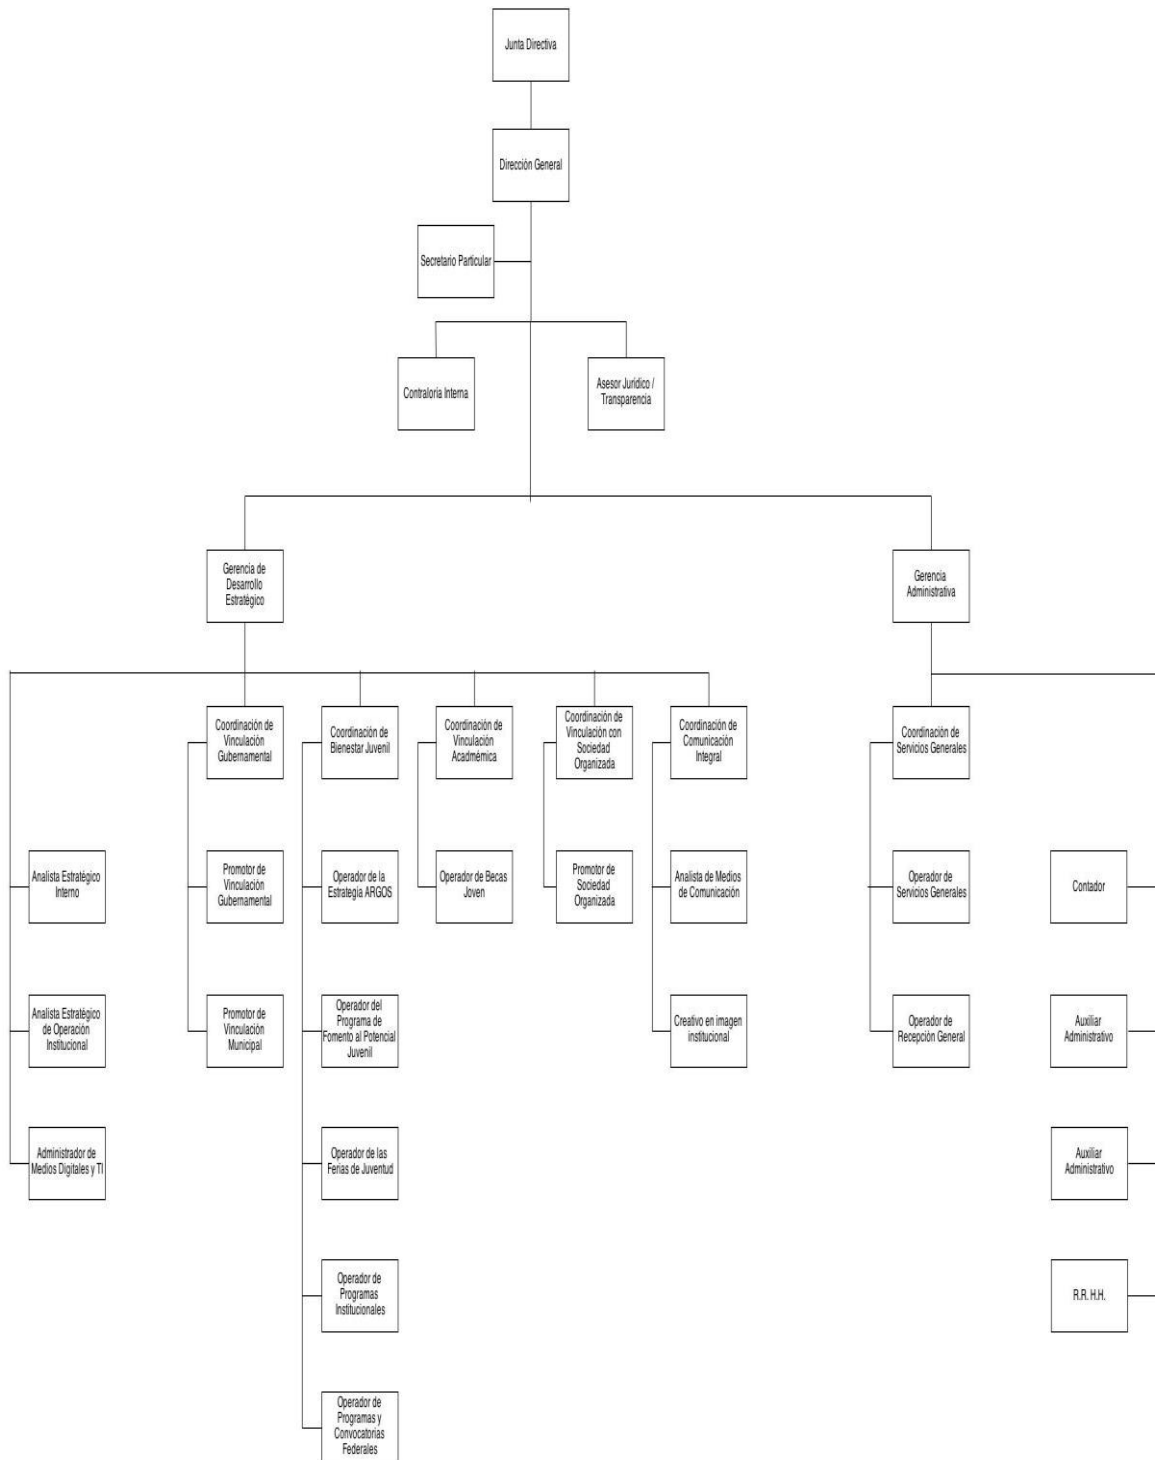 Junta Directiva
Dirección General
Secretario Particular
Contraloria Interna
Asesor Jurídico /
Transparencia
Gerencia de
Desarrollo
Estratégico
Gerencia
Administrativa
Coordinación de
Vinculación
Gubernamental
Coordinación de
Bienestar Juvenil
Coordinación de
Vinculación
Acadmémica
Coordinación de
Vinculación con
Sociedad
Organizada
Coordinación de
Comunicación
Integral
Coordinación de
Servicios Generales
Analista Estratégico
Interno
Promotor de
Vinculación
Gubernamental
Operador de la
Estrategia ARGOS
Operador de Becas
Joven
Promotor de
Sociedad
Organizada
Analista de Medios
de Comunicación
Operador de
Servicios Generales
Contador
Analista Estratégico
de Operación
Institucional
Promotor de
Vinculación
Municipal
Operador del
Programa de
Fomento al Potencial
Juvenil
Creativo en imagen
institucional
Operador de
Recepción General
Auxiliar
Administrativo
Administrador de
Medios Digitales y TI
Operador de las
Ferias de Juventud
Auxiliar
Administrativo
Operador de
Programas
Institucionales
R.R. H.H.
Operador de
Programas y
Convocatorias
Federales